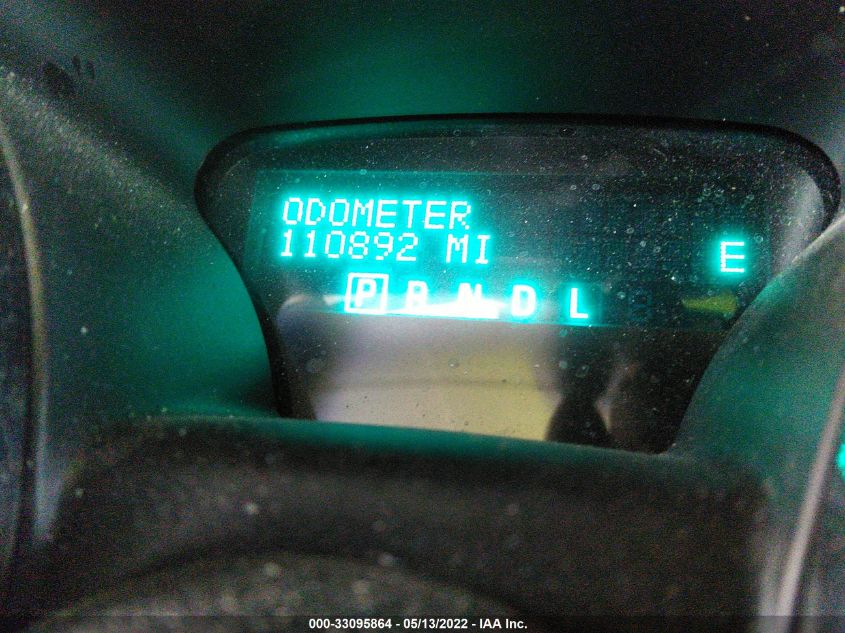 ODOMETER
110892 MI
E
P R N D L
000-33095864 - 05/13/2022 - IAA Inc.